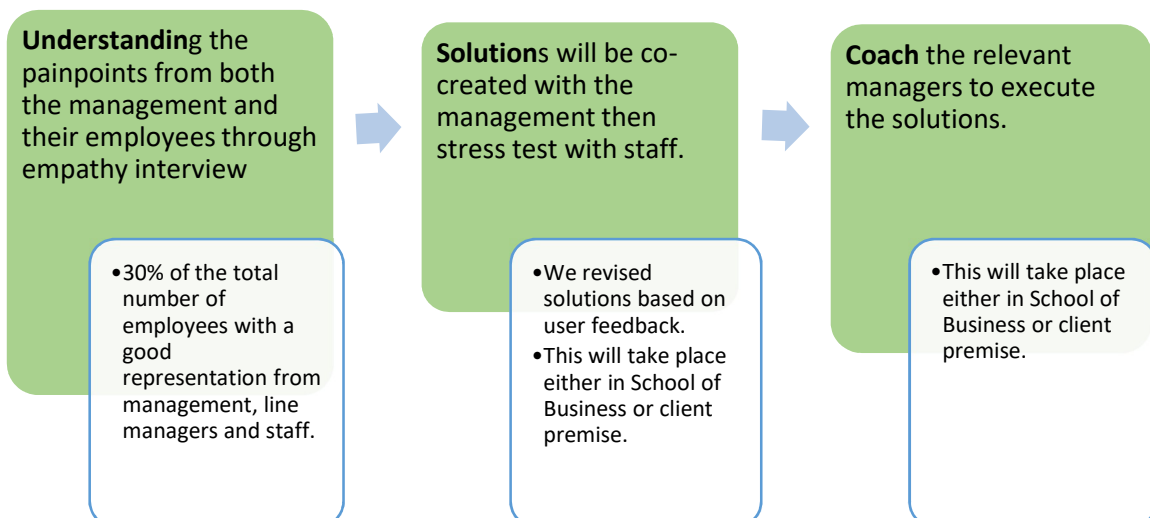 Understanding the
painpoints from both
the management and
their employees through
empathy interview
•30% of the total
number of
employees with a
good
representation from
management, line
managers and staff.
Solutions will be co-
created with the
management then
stress test with staff.
•We revised
solutions based on
user feedback.
•This will take place
either in School of
Business or client
premise.
Coach the relevant
managers to execute
the solutions.
•This will take place
either in School of
Business or client
premise.